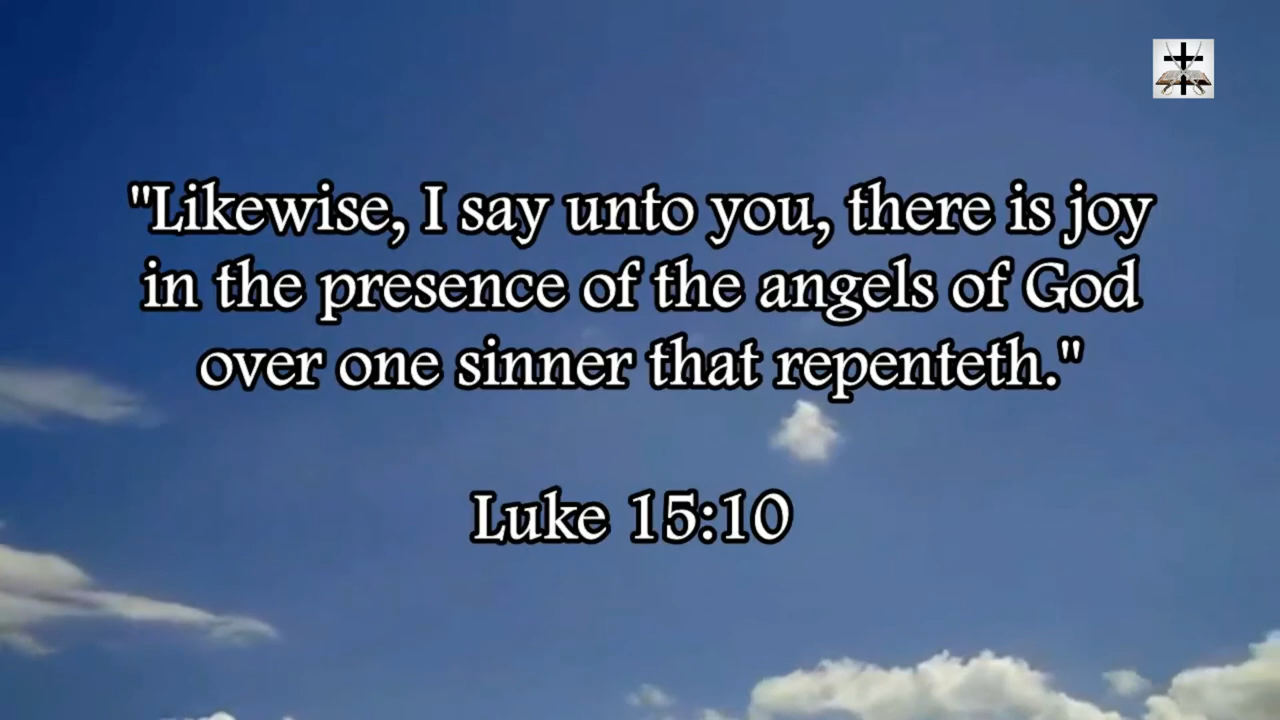 "Likewise, I say unto you, there is joy
in the presence of the angels of God
over one sinner that repenteth."
Luke 15:10